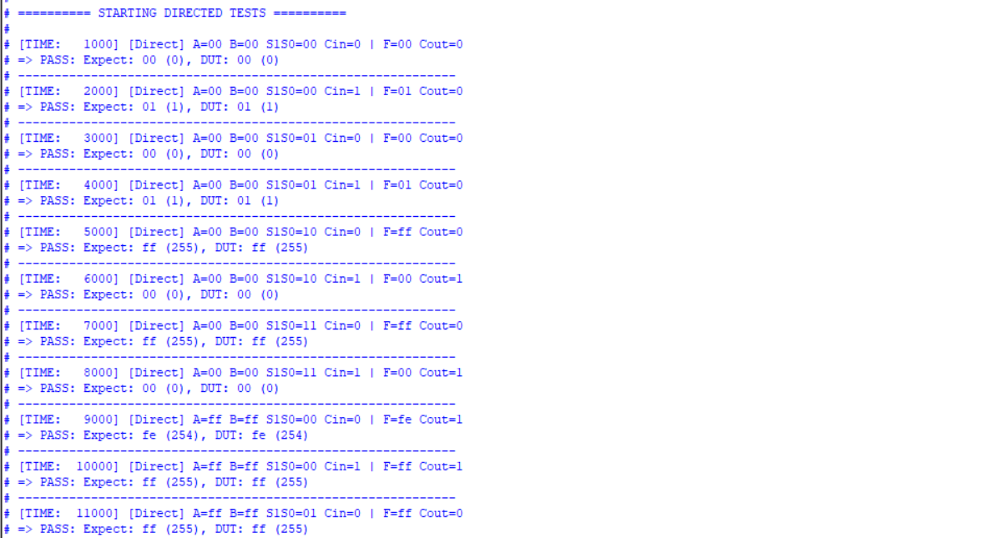 # ========== STARTING DIRECTED TESTS ==========
#
# [TIME:   1000] [Direct] A=00 B=00 S1S0=00 Cin=0 | F=00 Cout=0
# => PASS: Expect: 00 (0), DUT: 00 (0)
# -------------------------------------------------------------
# [TIME:   2000] [Direct] A=00 B=00 S1S0=00 Cin=1 | F=01 Cout=0
# => PASS: Expect: 01 (1), DUT: 01 (1)
# -------------------------------------------------------------
# [TIME:   3000] [Direct] A=00 B=00 S1S0=01 Cin=0 | F=00 Cout=0
# => PASS: Expect: 00 (0), DUT: 00 (0)
# -------------------------------------------------------------
# [TIME:   4000] [Direct] A=00 B=00 S1S0=01 Cin=1 | F=01 Cout=0
# => PASS: Expect: 01 (1), DUT: 01 (1)
# -------------------------------------------------------------
# [TIME:   5000] [Direct] A=00 B=00 S1S0=10 Cin=0 | F=ff Cout=0
# => PASS: Expect: ff (255), DUT: ff (255)
# -------------------------------------------------------------
# [TIME:   6000] [Direct] A=00 B=00 S1S0=10 Cin=1 | F=00 Cout=1
# => PASS: Expect: 00 (0), DUT: 00 (0)
# -------------------------------------------------------------
# [TIME:   7000] [Direct] A=00 B=00 S1S0=11 Cin=0 | F=ff Cout=0
# => PASS: Expect: ff (255), DUT: ff (255)
# -------------------------------------------------------------
# [TIME:   8000] [Direct] A=00 B=00 S1S0=11 Cin=1 | F=00 Cout=1
# => PASS: Expect: 00 (0), DUT: 00 (0)
# -------------------------------------------------------------
# [TIME:   9000] [Direct] A=ff B=ff S1S0=00 Cin=0 | F=fe Cout=1
# => PASS: Expect: fe (254), DUT: fe (254)
# -------------------------------------------------------------
# [TIME:  10000] [Direct] A=ff B=ff S1S0=00 Cin=1 | F=ff Cout=1
# => PASS: Expect: ff (255), DUT: ff (255)
# -------------------------------------------------------------
# [TIME:  11000] [Direct] A=ff B=ff S1S0=01 Cin=0 | F=ff Cout=0
# => PASS: Expect: ff (255), DUT: ff (255)